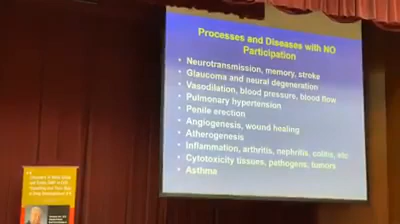 Processes and Diseases with NO
Participation
• Neurotransmission, memory, stroke
• Glaucoma and neural degeneration
• Vasodilation, blood pressure, blood flow
• Pulmonary hypertension
• Penile erection
• Angiogenesis, wound healing
• Atherogenesis
• Inflammation, arthritis, nephritis, colitis, etc
• Cytotoxicity tissues, pathogens, tumors
• Asthma